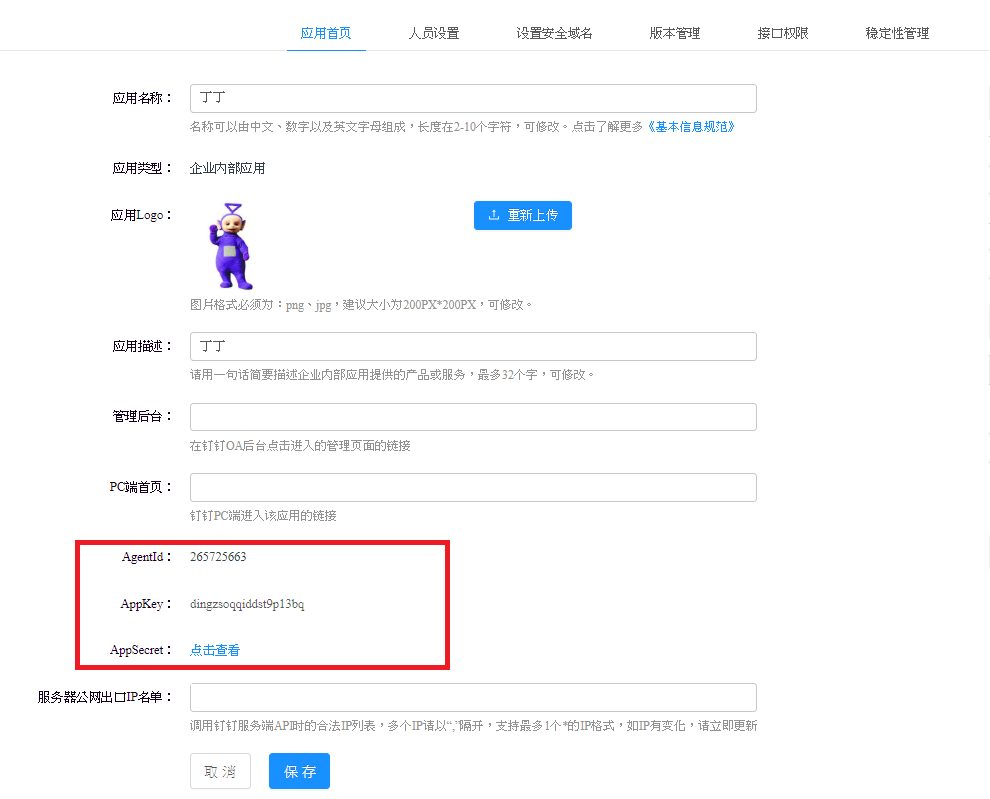 应用首页 人员设置 设置安全域名 版本管理 接口权限 稳定性管理
应用名称： 丁丁
名称可以由中文、数字以及英文字母组成，长度在2-10个字符，可修改。点击了解更多《基本信息规范》
应用类型： 企业内部应用
应用Logo： 重新上传
图片格式必须为：png、jpg，建议大小为200PX*200PX，可修改。
应用描述： 丁丁
请用一句话简要描述企业内部应用提供的产品或服务，最多32个字，可修改。
管理后台：
在钉钉OA后台点击进入的管理页面的链接
PC端首页：
钉钉PC端进入该应用的链接
AgentId： 265725663
AppKey： dingzsoqqiddst9p13bq
AppSecret： 点击查看
服务器公网出口IP名单：
调用钉钉服务端API时的合法IP列表，多个IP请以“,”隔开，支持最多1个*的IP格式，如IP有变化，请立即更新
取 消 保 存